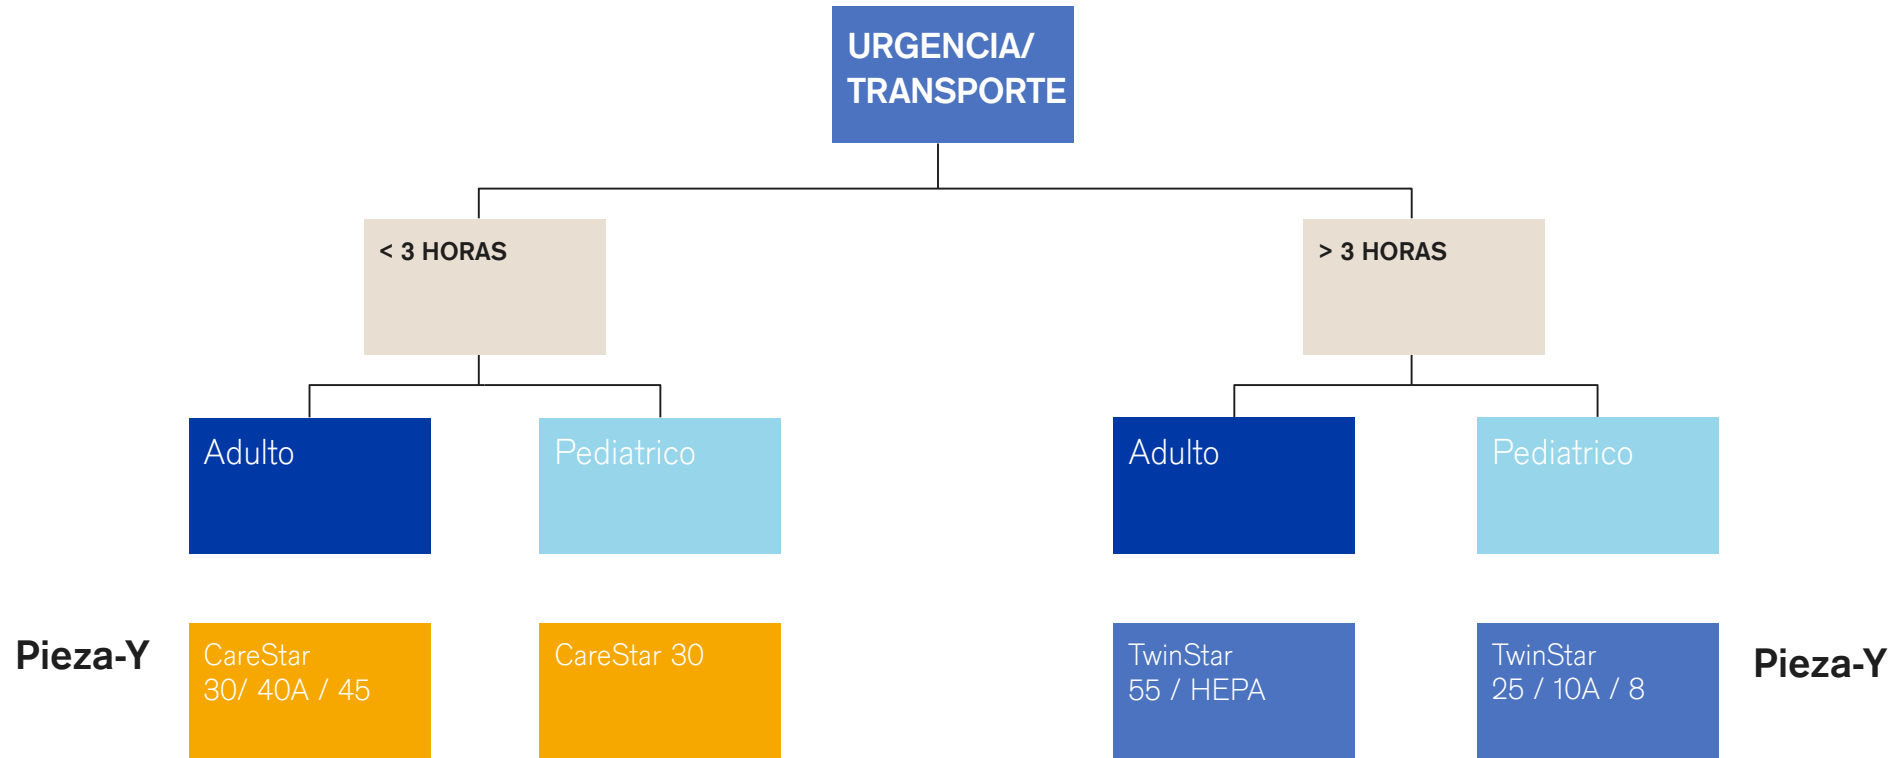 URGENCIA/
TRANSPORTE
< 3 HORAS
> 3 HORAS
Adulto
Pediatrico
Adulto
Pediatrico
Pieza-Y
CareStar
30/ 40A / 45
CareStar 30
TwinStar
55 / HEPA
TwinStar
25 / 10A / 8
Pieza-Y